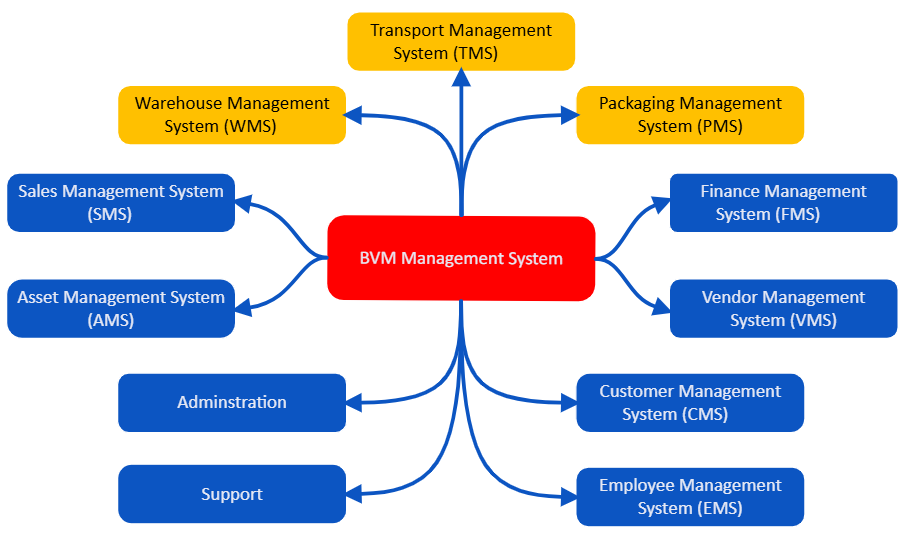 Transport Management
System (TMS)
Warehouse Management
System (WMS)
Packaging Management
System (PMS)
Sales Management System
(SMS)
Finance Management
System (FMS)
BVM Management System
Asset Management System
(AMS)
Vendor Management
System (VMS)
Adminstration
Customer Management
System (CMS)
Support
Employee Management
System (EMS)